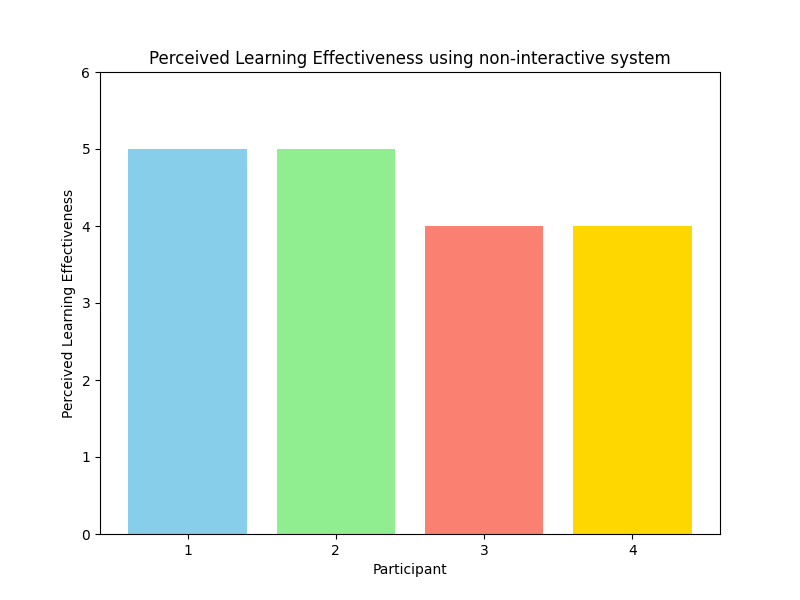 Perceived Learning Effectiveness using non-interactive system
6
5
4
3
2
1
0
Perceived Learning Effectiveness
1 2 3 4
Participant